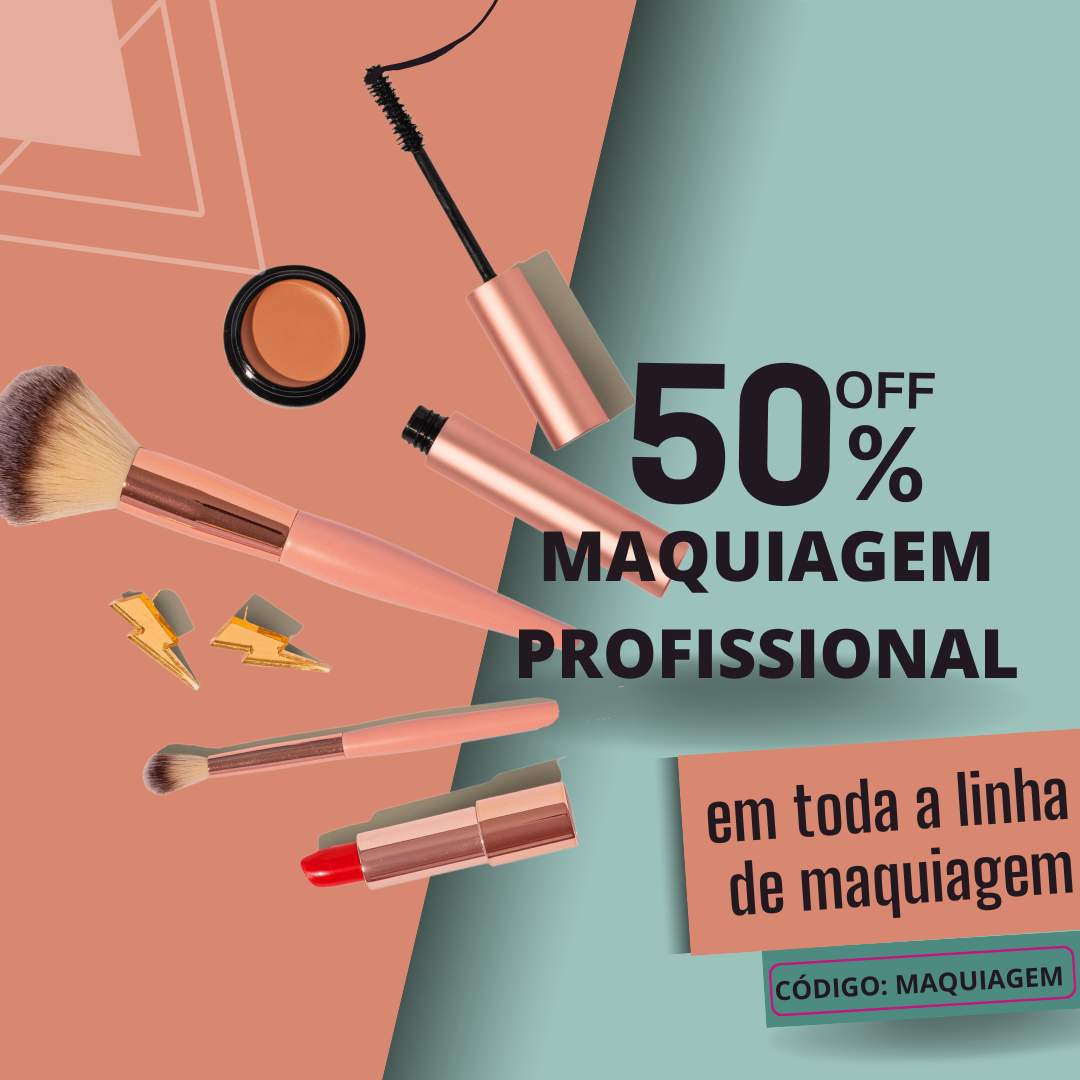 50% OFF
MAQUIAGEM
PROFISSIONAL
em toda a linha
de maquiagem
CÓDIGO: MAQUIAGEM